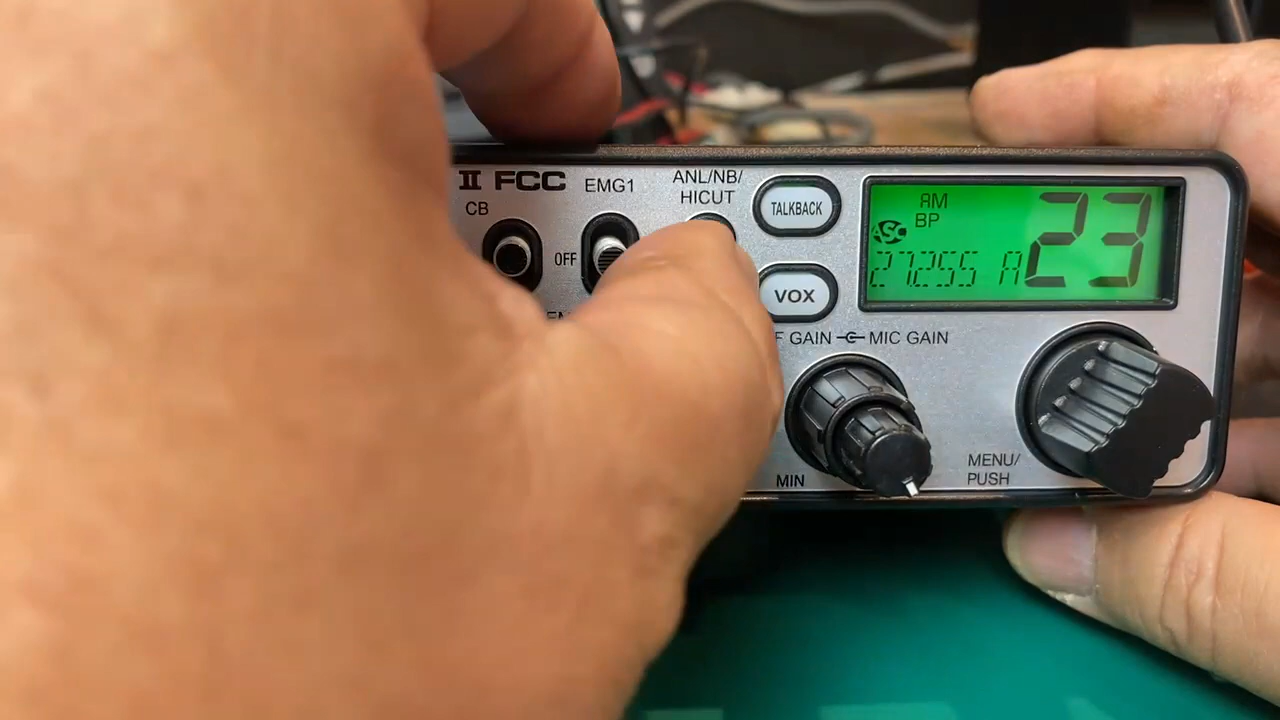 II FCC
CB
EMG1
ANL/NB/
HICUT
OFF
TALKBACK
VOX
AM
BP
ASC
27.255 A
23
GAIN
MIC GAIN
MIN
MENU/
PUSH